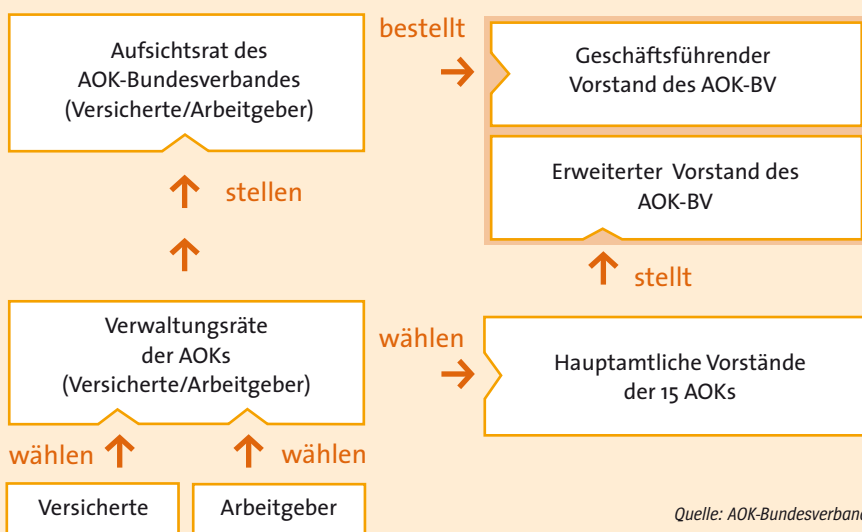 Aufsichtsrat des
AOK-Bundesverbandes
(Versicherte/Arbeitgeber)
bestellt
Geschäftsführender
Vorstand des AOK-BV
Erweiterter Vorstand des
AOK-BV
stellen
stellt
Verwaltungsräte
der AOKs
(Versicherte/Arbeitgeber)
wählen
Hauptamtliche Vorstände
der 15 AOKs
wählen
wählen
Versicherte
Arbeitgeber
Quelle: AOK-Bundesverband